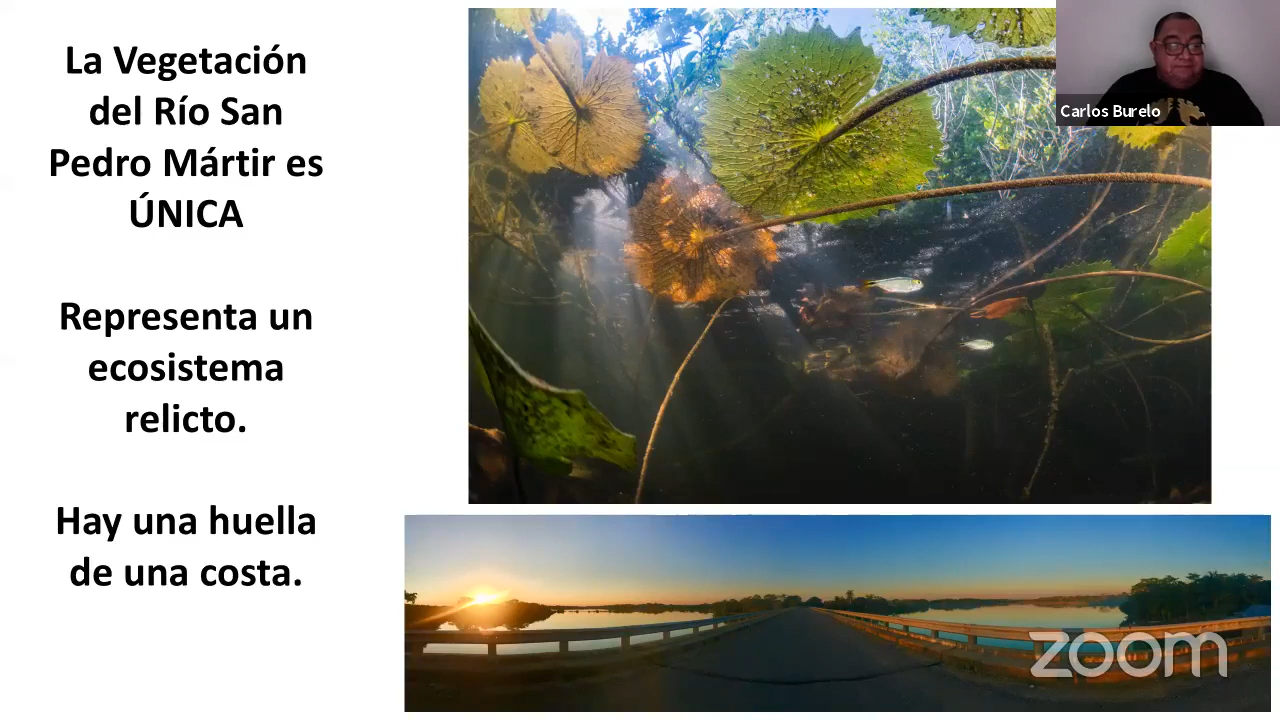 La Vegetación
del Río San
Pedro Mártir es
ÚNICA
Representa un
ecosistema
relicto.
Hay una huella
de una costa.
Carlos Burelo
zoom